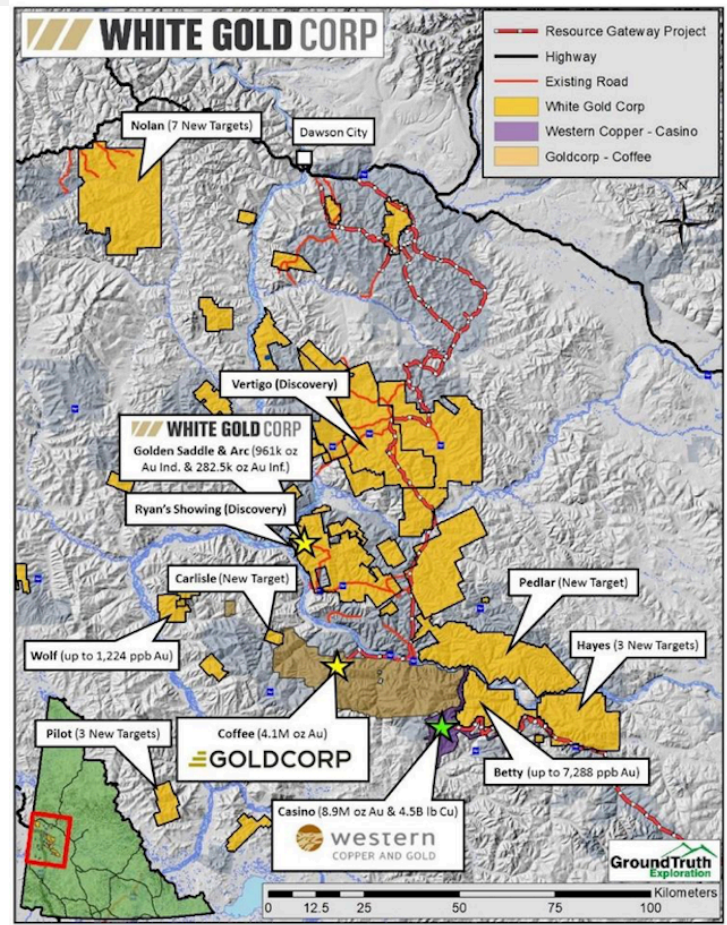 WHITE GOLD CORP
Resource Gateway Project
Highway
Existing Road
White Gold Corp
Western Copper - Casino
Goldcorp - Coffee
Nolan (7 New Targets)
Dawson City
Vertigo (Discovery)
WHITE GOLD CORP
Golden Saddle & Arc (961k oz
Au Ind. & 282.5k oz Au Inf.)
Ryan's Showing (Discovery)
Carlisle (New Target)
Pedlar (New Target)
Wolf (up to 1,224 ppb Au)
Hayes (3 New Targets)
Pilot (3 New Targets)
Coffee (4.1M oz Au)
GOLDCORP
Betty (up to 7,288 ppb Au)
Casino (8.9M oz Au & 4.5B lb Cu)
western
COPPER AND GOLD
GroundTruth
Exploration
Kilometers
0 12.5 25 50 75 100